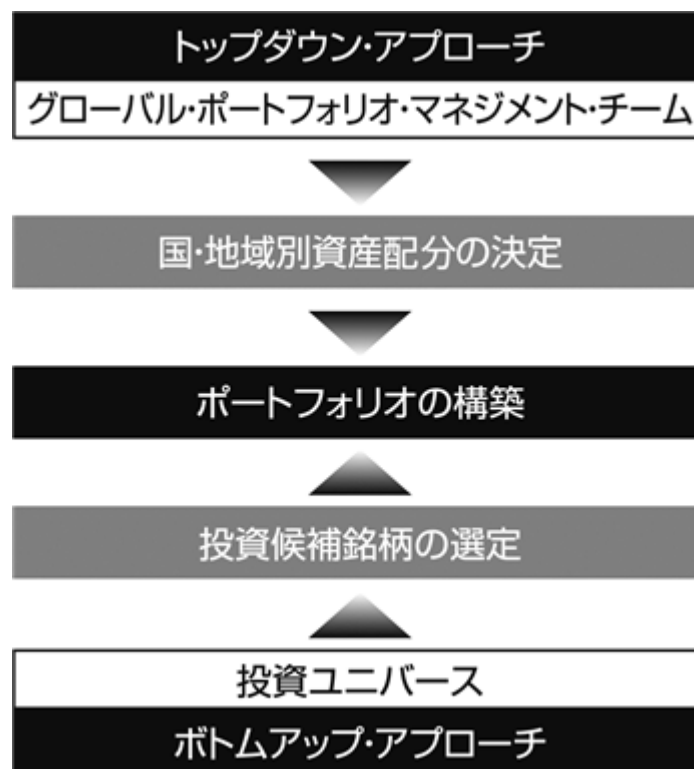 トップダウン・アプローチ
グローバル・ポートフォリオ・マネジメント・チーム
国・地域別資産配分の決定
ポートフォリオの構築
投資候補銘柄の選定
投資ユニバース
ボトムアップ・アプローチ